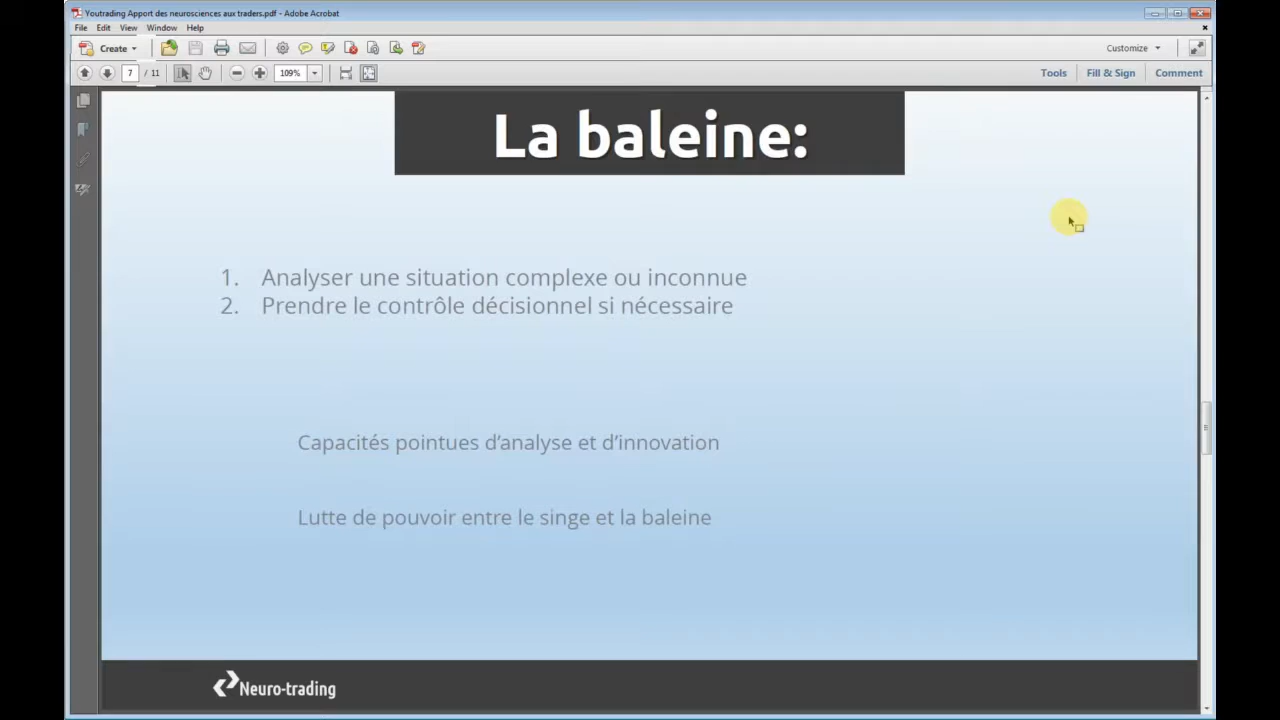 Youtrading Apport des neurosciences aux traders.pdf - Adobe Acrobat
File Edit View Window Help
Create
Customize
7 / 11
109%
Tools Fill & Sign Comment
La baleine:
1. Analyser une situation complexe ou inconnue
2. Prendre le contrôle décisionnel si nécessaire
Capacités pointues d’analyse et d’innovation
Lutte de pouvoir entre le singe et la baleine
Neuro-trading